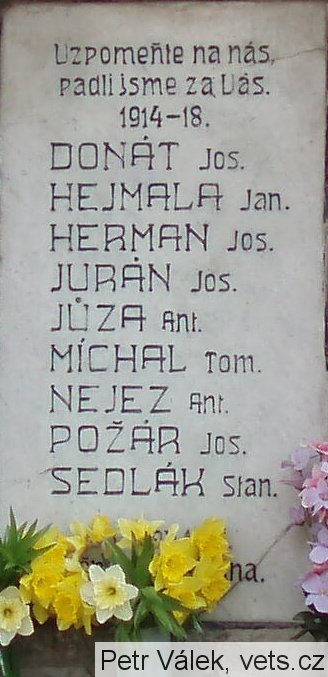 Uzpomeňte na nás,
padli jsme za Vás.
1914-18.
DONÁT Jos.
HEJMALA Jan.
HERMAN Jos.
JURÁN Jos.
JŮZA Ant.
MÍCHAL Tom.
NEJEZ Ant.
POŽÁR Jos.
SEDLÁK Stan.
Petr Válek, vets.cz